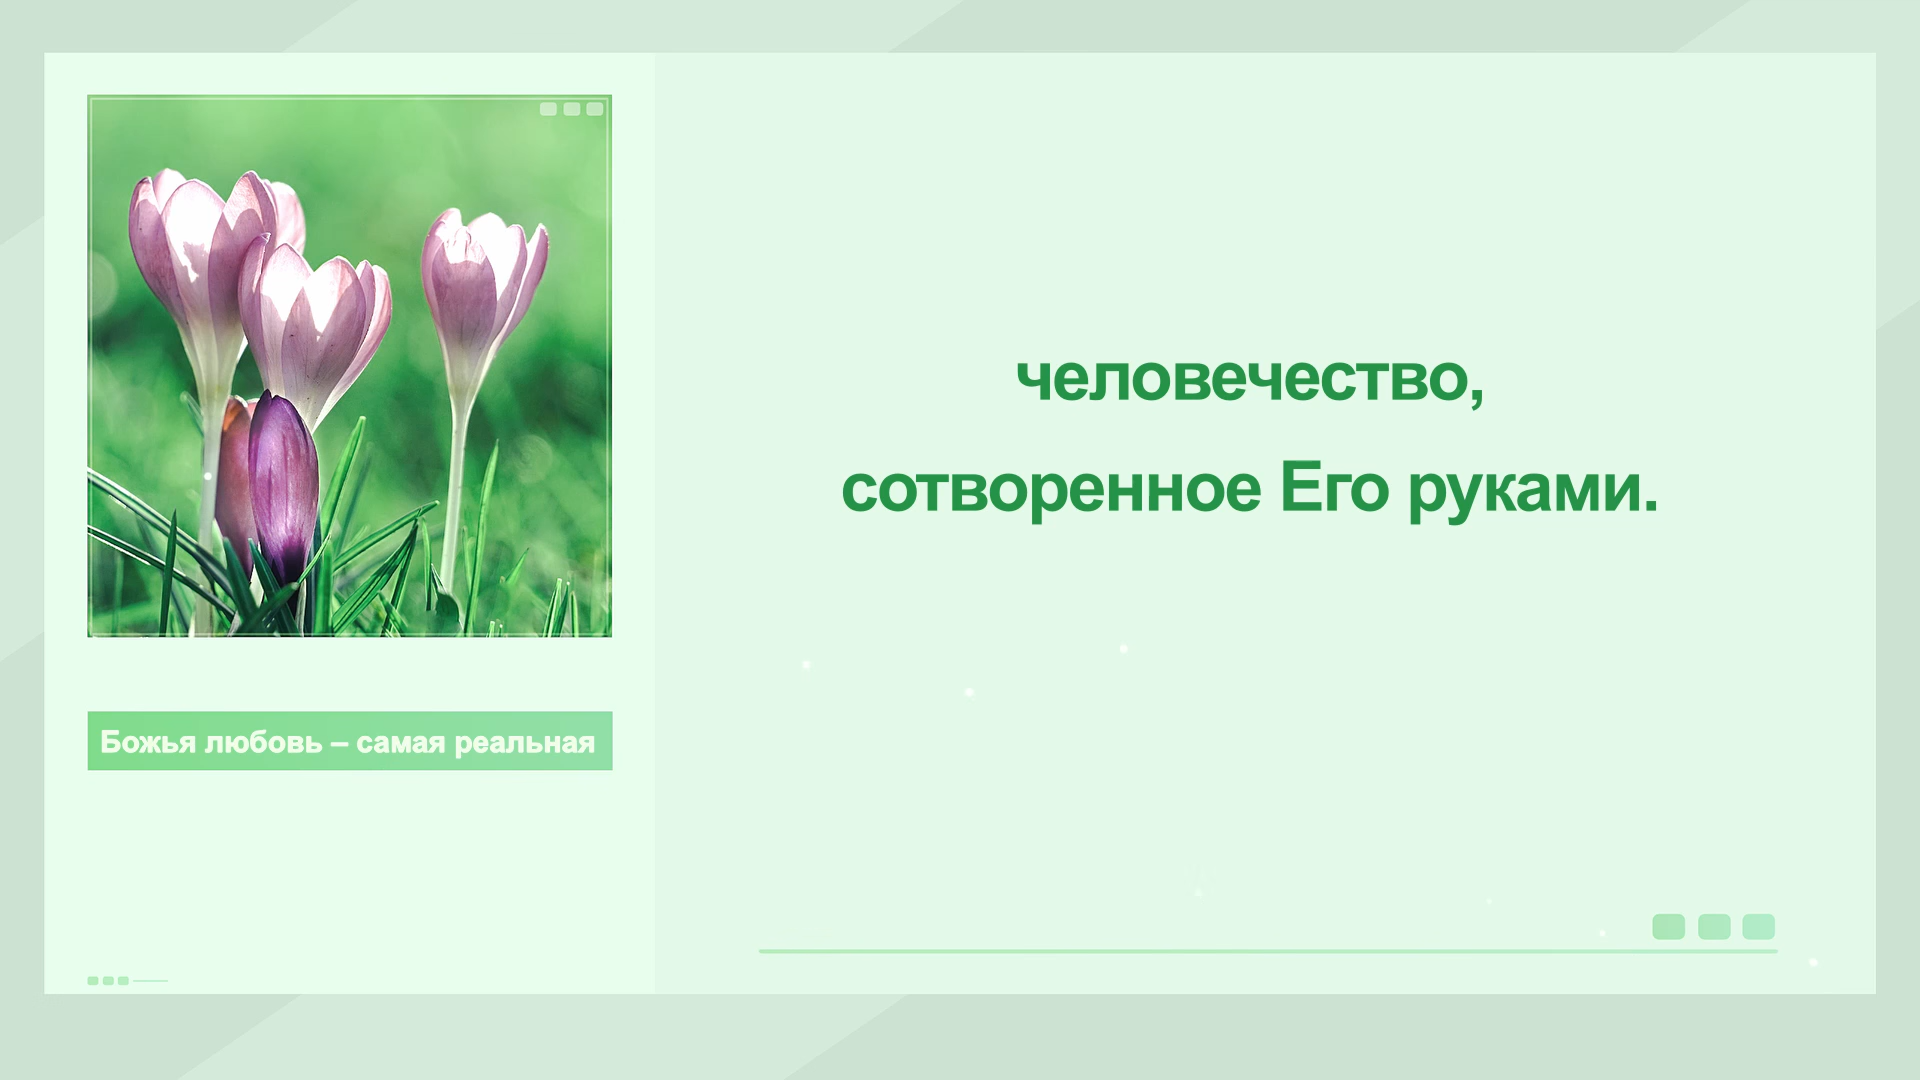 человечество,
сотворенное Его руками.
Божья любовь – самая реальная